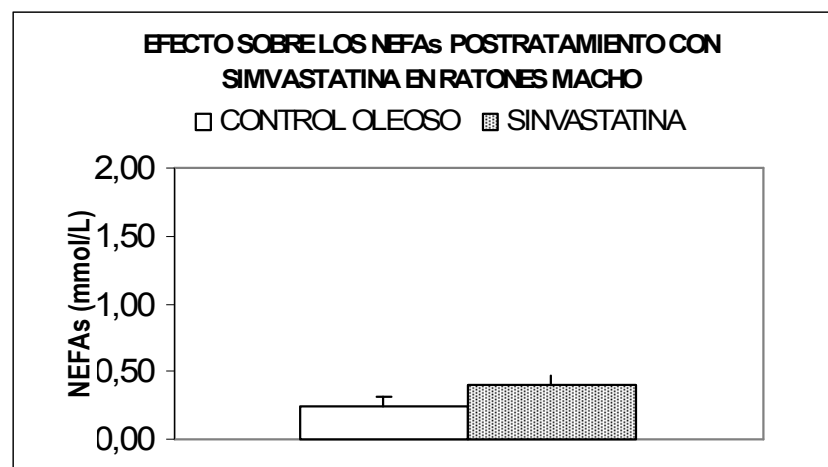 EFECTO SOBRE LOS NEFAs POSTRATAMIENTO CON
SIMVASTATINA EN RATONES MACHO
CONTROL OLEOSO SINVASTATINA
NEFAs (mmol/L)
2,00
1,50
1,00
0,50
0,00